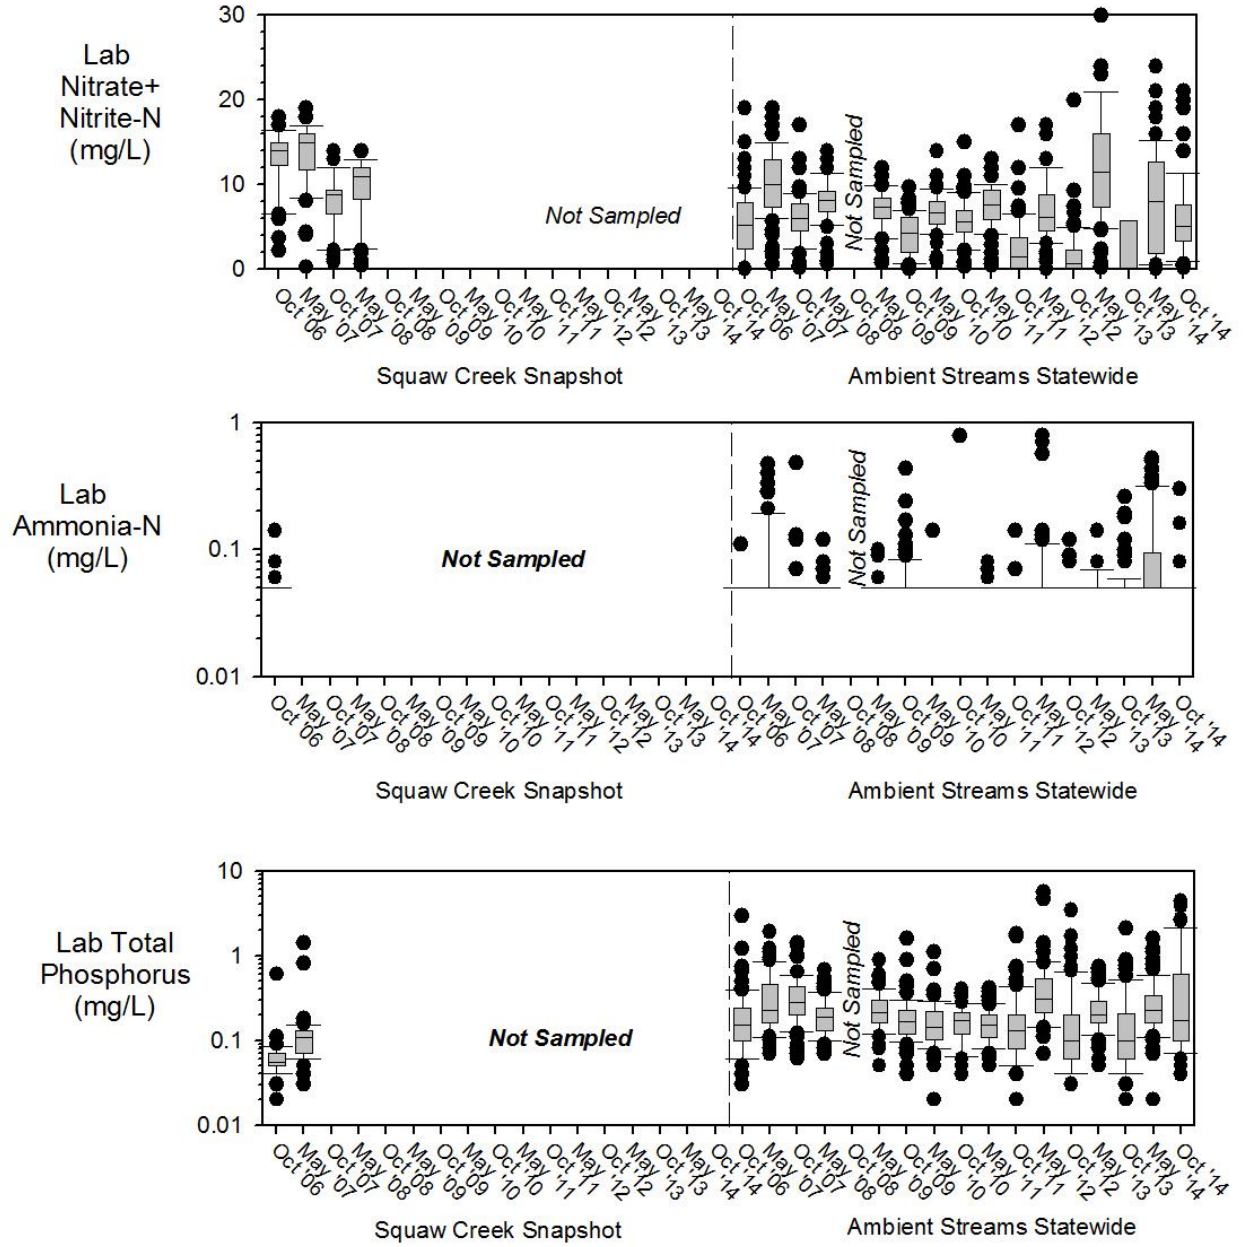 30
Lab
Nitrate+
Nitrite-N
(mg/L)
20
10
0
Not Sampled
Not Sampled
Oct '06 May '07 Oct '07 May '08 Oct '08 May '09 Oct '09 May '10 Oct '10 May '11 Oct '11 May '12 Oct '12 May '13 Oct '13 May '14 Oct '14 Oct '06 May '07 Oct '07 May '08 Oct '08 May '09 Oct '09 May '10 Oct '10 May '11 Oct '11 May '12 Oct '12 May '13 Oct '13 May '14 Oct '14
Squaw Creek Snapshot Ambient Streams Statewide
1
Lab
Ammonia-N
(mg/L)
0.1
0.01
Not Sampled
Not Sampled
Oct '06 May '07 Oct '07 May '08 Oct '08 May '09 Oct '09 May '10 Oct '10 May '11 Oct '11 May '12 Oct '12 May '13 Oct '13 May '14 Oct '14 Oct '06 May '07 Oct '07 May '08 Oct '08 May '09 Oct '09 May '10 Oct '10 May '11 Oct '11 May '12 Oct '12 May '13 Oct '13 May '14 Oct '14
Squaw Creek Snapshot Ambient Streams Statewide
10
Lab Total
Phosphorus
(mg/L)
1
0.1
0.01
Not Sampled
Not Sampled
Oct '06 May '07 Oct '07 May '08 Oct '08 May '09 Oct '09 May '10 Oct '10 May '11 Oct '11 May '12 Oct '12 May '13 Oct '13 May '14 Oct '14 Oct '06 May '07 Oct '07 May '08 Oct '08 May '09 Oct '09 May '10 Oct '10 May '11 Oct '11 May '12 Oct '12 May '13 Oct '13 May '14 Oct '14
Squaw Creek Snapshot Ambient Streams Statewide